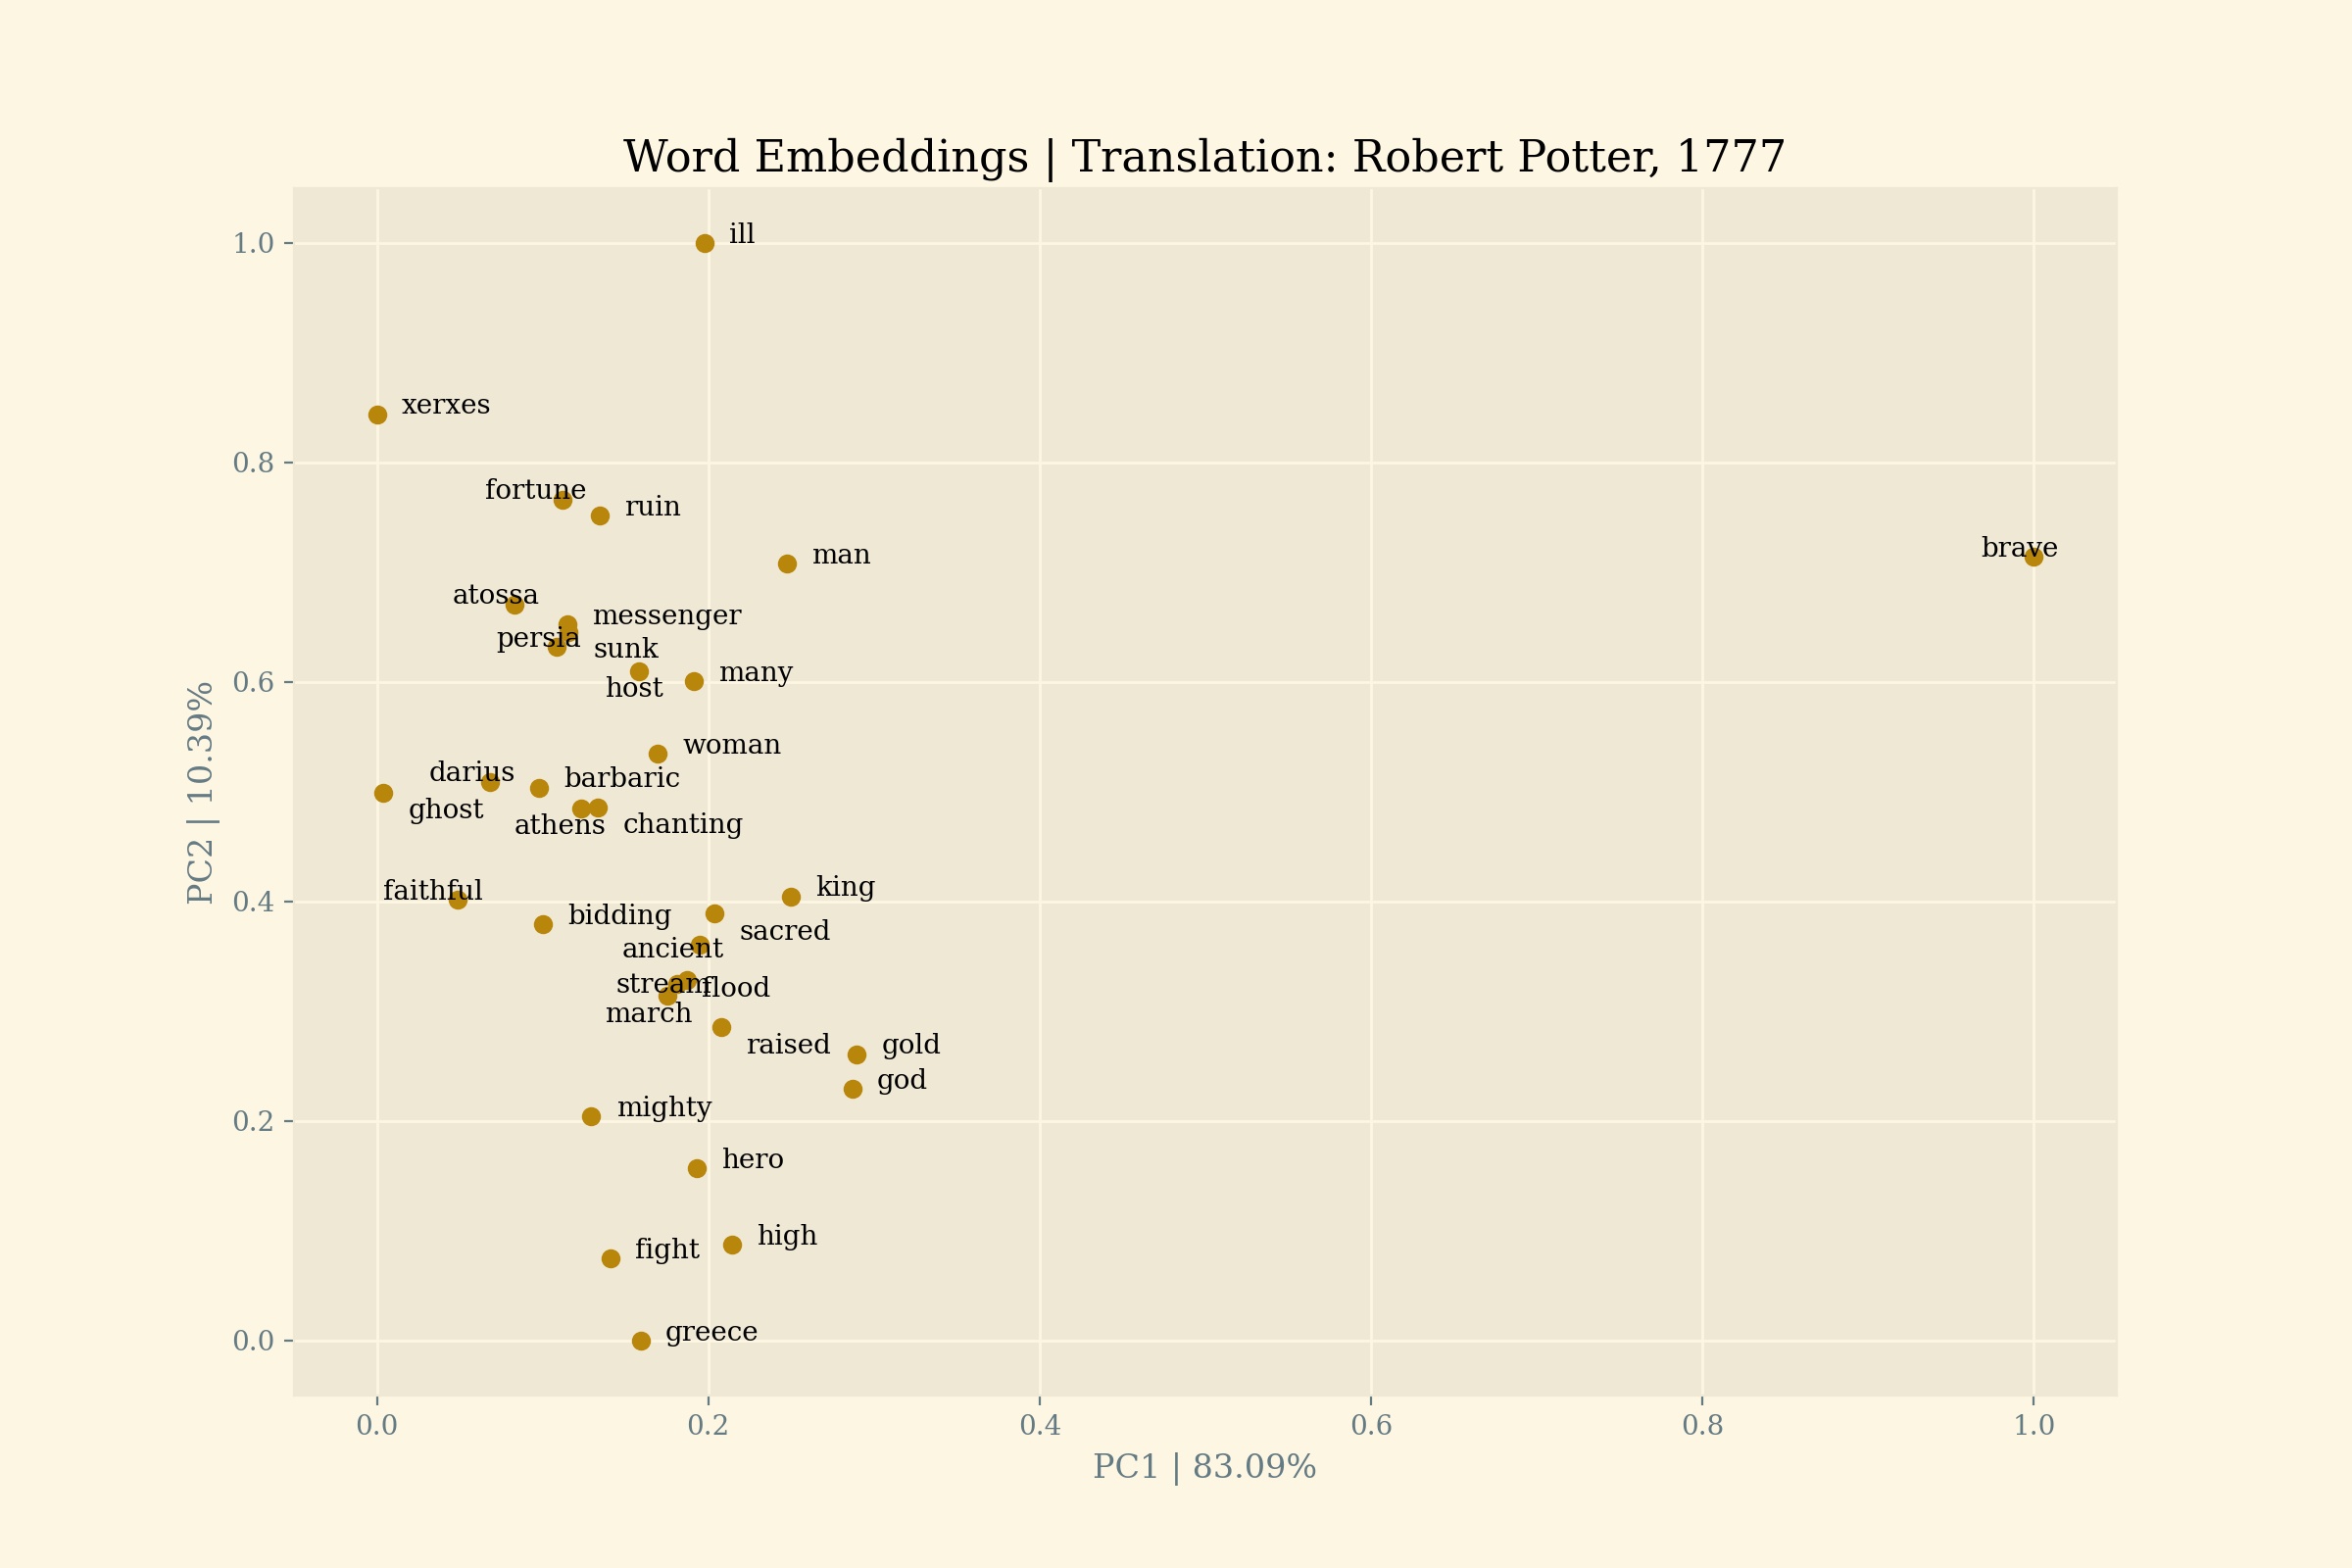 Word Embeddings | Translation: Robert Potter, 1777
1.0
ill
xerxes
0.8
fortune
ruin
man
brave
atossa
messenger
persia
sunk
0.6
many
host
woman
darius
barbaric
ghost
athens
chanting
faithful
king
0.4
bidding
sacred
ancient
stream
flood
march
raised
gold
god
mighty
0.2
hero
high
fight
greece
0.0
PC2 | 10.39%
0.0 0.2 0.4 0.6 0.8 1.0
PC1 | 83.09%